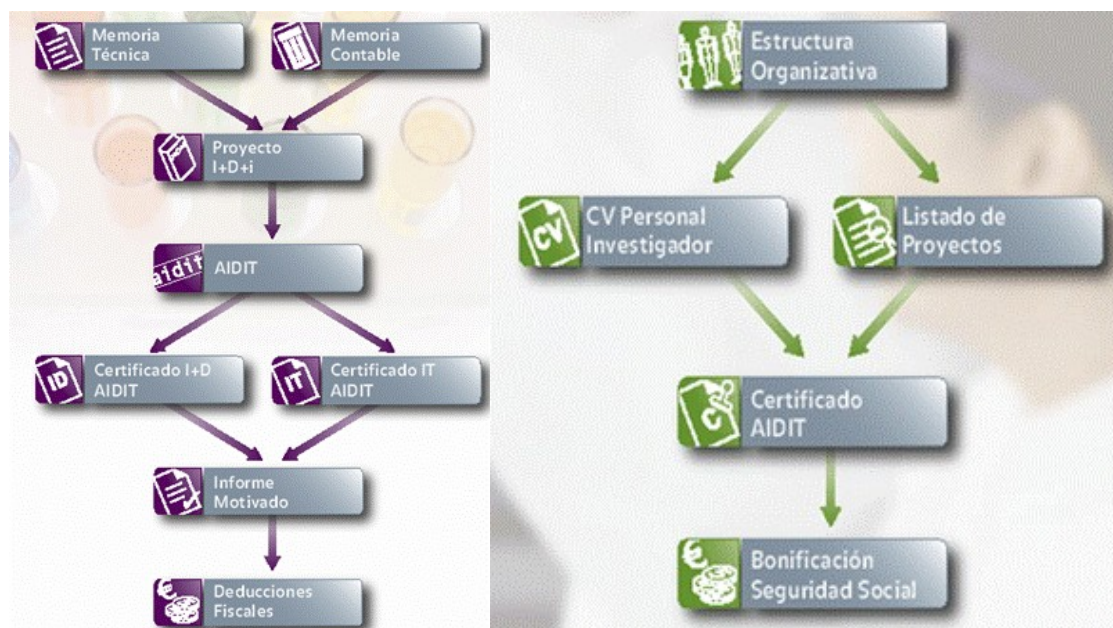 Memoria
Técnica
Memoria
Contable
Proyecto
I+D+i
aidit
AIDIT
ID
Certificado I+D
AIDIT
IT
Certificado IT
AIDIT
Informe
Motivado
€
Deducciones
Fiscales
Estructura
Organizativa
CV
CV Personal
Investigador
Listado de
Proyectos
C
Certificado
AIDIT
€
Bonificación
Seguridad Social